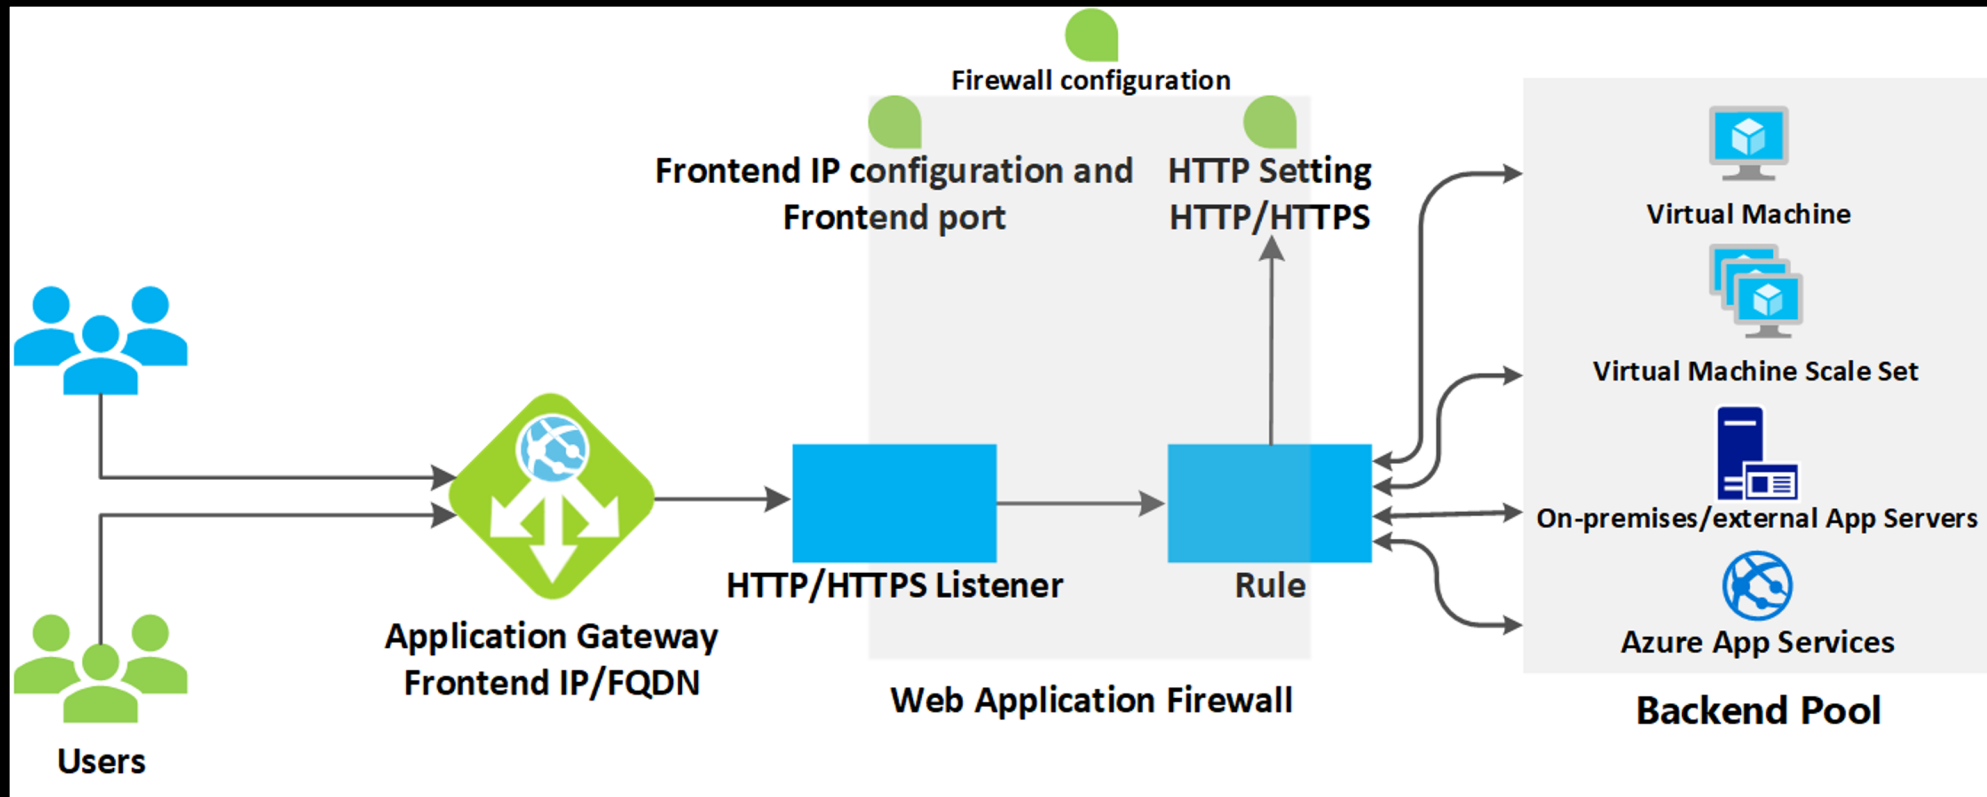 Firewall configuration
Frontend IP configuration and
Frontend port
HTTP Setting
HTTP/HTTPS
Virtual Machine
Virtual Machine Scale Set
On-premises/external App Servers
Azure App Services
Backend Pool
HTTP/HTTPS Listener
Rule
Web Application Firewall
Application Gateway
Frontend IP/FQDN
Users